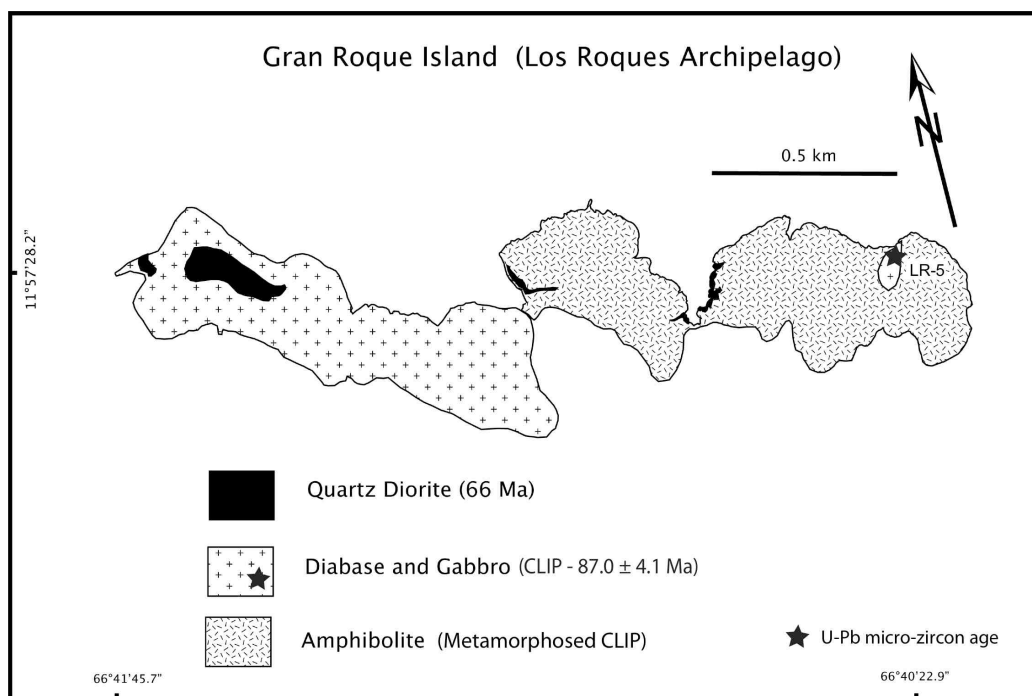 Gran Roque Island (Los Roques Archipelago)
N
0.5 km
11°57'28.2"
LR-5
Quartz Diorite (66 Ma)
Diabase and Gabbro (CLIP - 87.0 ± 4.1 Ma)
Amphibolite (Metamorphosed CLIP)
U-Pb micro-zircon age
66°41'45.7"
66°40'22.9"